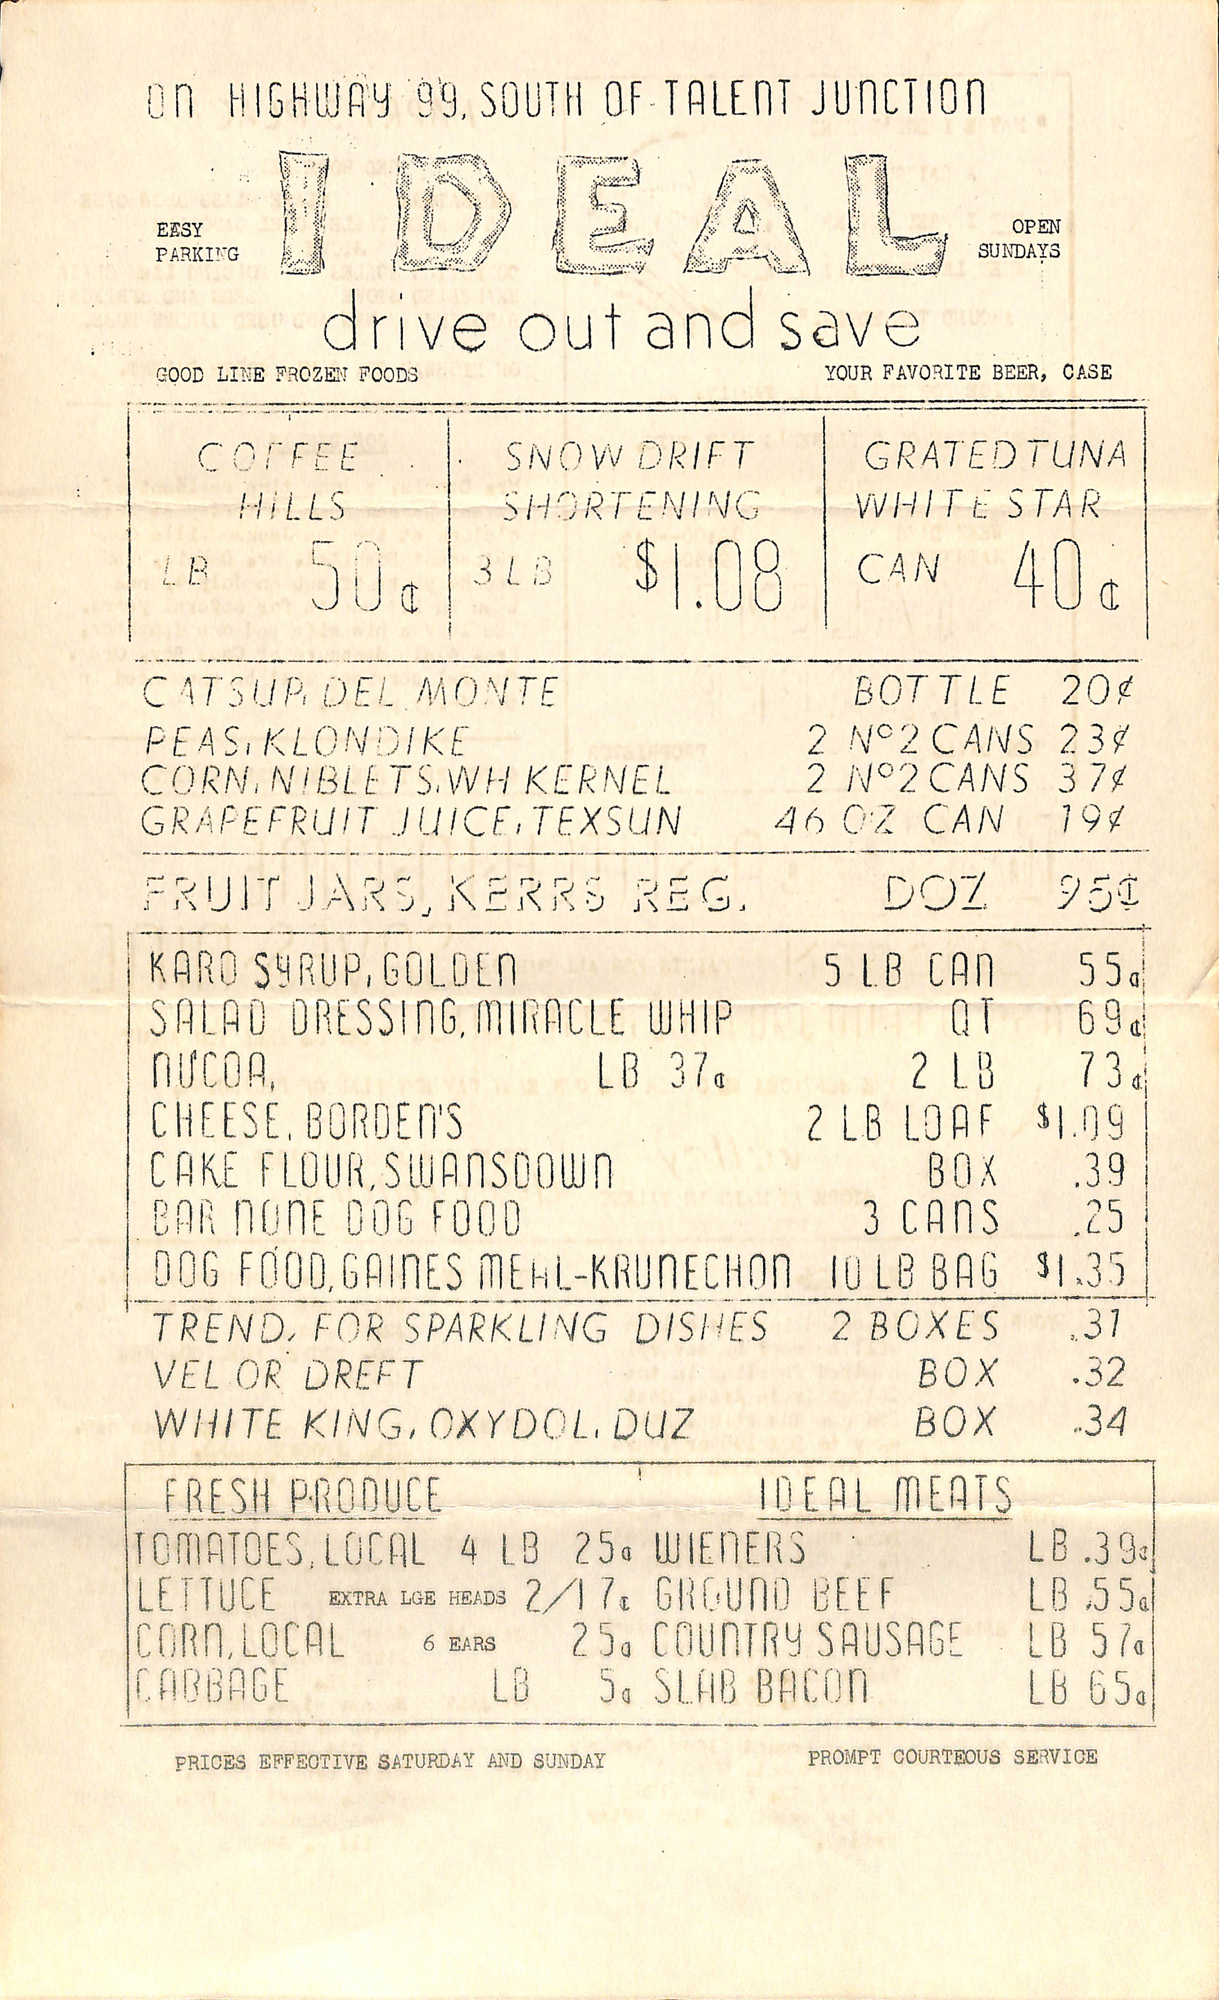 ON HIGHWAY 99, SOUTH OF TALENT JUNCTION
IDEAL
EESY
PARKING
OPEN
SUNDAYS
drive out and save
GOOD LINE FROZEN FOODS
YOUR FAVORITE BEER, CASE
COFFEE
HILLS
LB 50¢
SNOWDRIFT
SHORTENING
3 LB $1.08
GRATED TUNA
WHITE STAR
CAN 40¢
CATSUP, DEL MONTE BOTTLE 20¢
PEAS, KLONDIKE 2 Nº2 CANS 23¢
CORN, NIBLETS, WH KERNEL 2 Nº2 CANS 37¢
GRAPEFRUIT JUICE, TEXSUN 46 OZ CAN 19¢
FRUIT JARS, KERRS REG. DOZ 95¢
KARO SYRUP, GOLDEN 5 LB CAN 55¢
SALAD DRESSING, MIRACLE WHIP QT 69¢
NUCOA, LB 37¢ 2 LB 73¢
CHEESE, BORDEN'S 2 LB LOAF $1.09
CAKE FLOUR, SWANSDOWN BOX .39
BAR NONE DOG FOOD 3 CANS .25
DOG FOOD, GAINES MEAL-KRUNECHON 10 LB BAG $1.35
TREND, FOR SPARKLING DISHES 2 BOXES .31
VEL OR DREFT BOX .32
WHITE KING, OXYDOL, DUZ BOX .34
FRESH PRODUCE
TOMATOES, LOCAL 4 LB 25¢
LETTUCE EXTRA LGE HEADS 2/17¢
CORN, LOCAL 6 EARS 25¢
CABBAGE LB 5¢
IDEAL MEATS
WIENERS LB .39¢
GROUND BEEF LB .55¢
COUNTRY SAUSAGE LB 57¢
SLAB BACON LB 65¢
PRICES EFFECTIVE SATURDAY AND SUNDAY
PROMPT COURTEOUS SERVICE